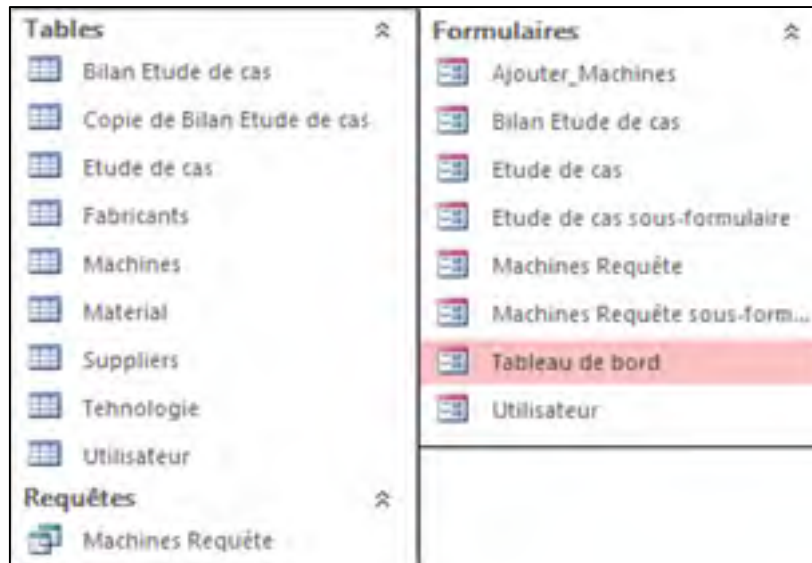 Tables
Bilan Etude de cas
Copie de Bilan Etude de cas
Etude de cas
Fabricants
Machines
Material
Suppliers
Tehnologie
Utilisateur
Requêtes
Machines Requête
Formulaires
Ajouter_Machines
Bilan Etude de cas
Etude de cas
Etude de cas sous-formulaire
Machines Requête
Machines Requête sous-form...
Tableau de bord
Utilisateur